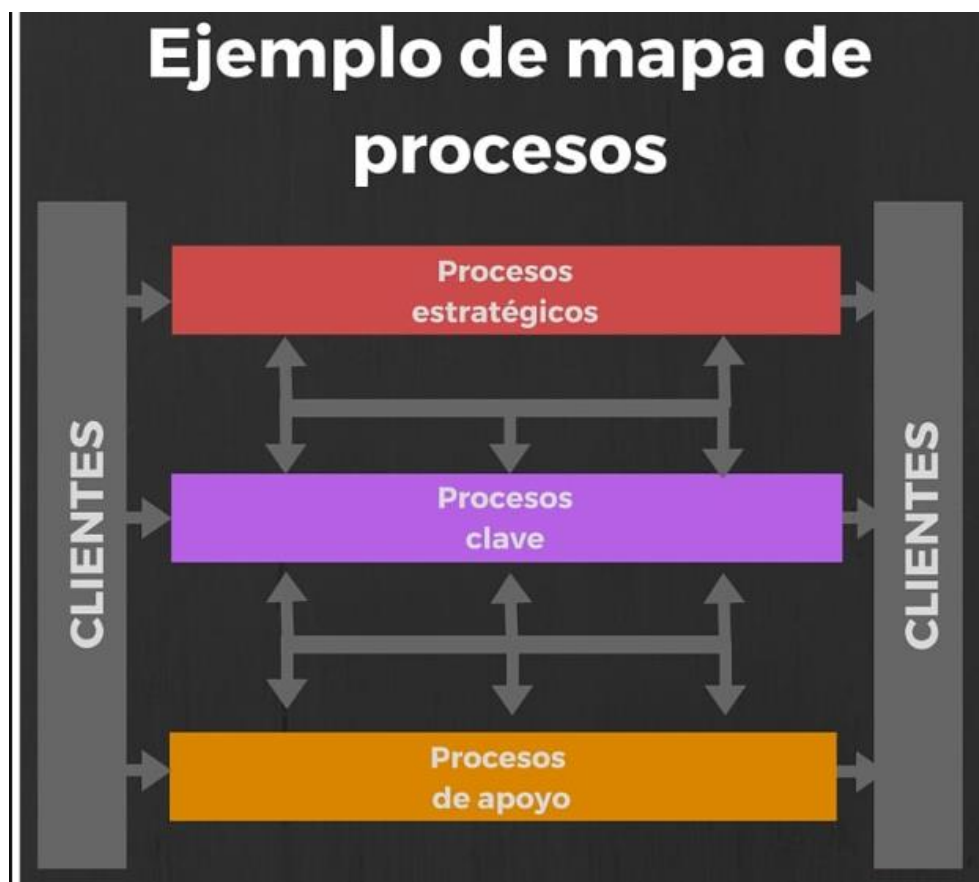 Ejemplo de mapa de
procesos
CLIENTES
Procesos
estratégicos
Procesos
clave
Procesos
de apoyo
CLIENTES